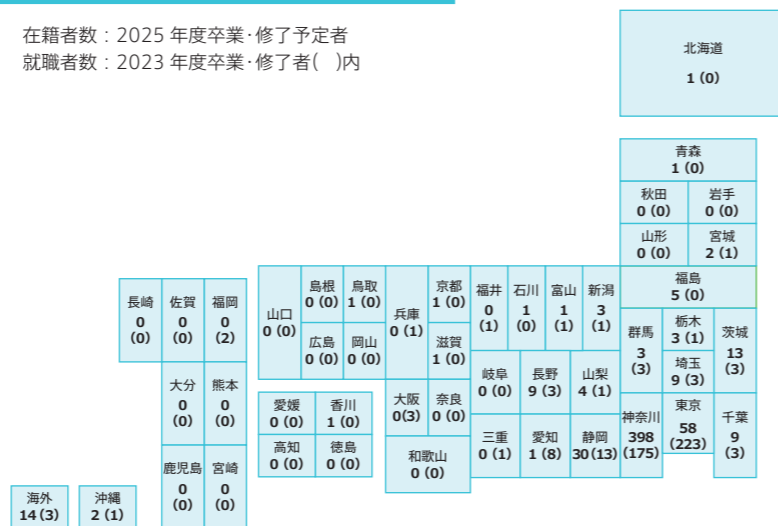 在籍者数：2025 年度卒業･修了予定者
就職者数：2023 年度卒業･修了者(　)内
北海道
1 (0)
青森
1 (0)
秋田
0 (0)
岩手
0 (0)
山形
0 (0)
宮城
2 (1)
福島
5 (0)
長崎
0
(0)
佐賀
0
(0)
福岡
0
(2)
山口
0 (0)
島根
0 (0)
鳥取
1 (0)
兵庫
0 (1)
京都
1 (0)
福井
0
(1)
石川
1
(0)
富山
1
(1)
新潟
3
(1)
群馬
3
(3)
栃木
3 (1)
茨城
13
(3)
広島
0 (0)
岡山
0 (0)
滋賀
1 (0)
埼玉
9 (3)
岐阜
0 (0)
長野
9 (3)
山梨
4 (1)
大分
0
(0)
熊本
0
(0)
愛媛
0 (0)
香川
1 (0)
大阪
0(3)
奈良
0 (0)
神奈川
398
(175)
東京
58
(223)
千葉
9
(3)
高知
0 (0)
徳島
0 (0)
和歌山
0 (0)
三重
0 (1)
愛知
1 (8)
静岡
30(13)
鹿児島
0
(0)
宮崎
0
(0)
海外
14 (3)
沖縄
2 (1)